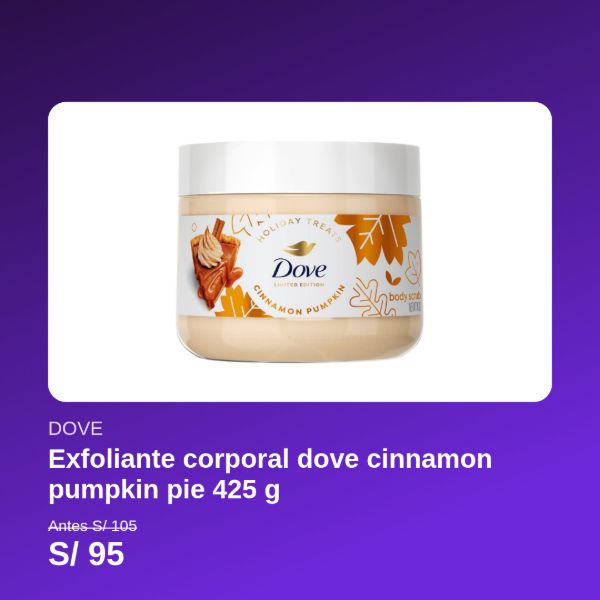 HOLIDAY TREATS
Dove
LIMITED EDITION
CINNAMON PUMPKIN
body scrub
DOVE
Exfoliante corporal dove cinnamon
pumpkin pie 425 g
Antes S/ 105
S/ 95